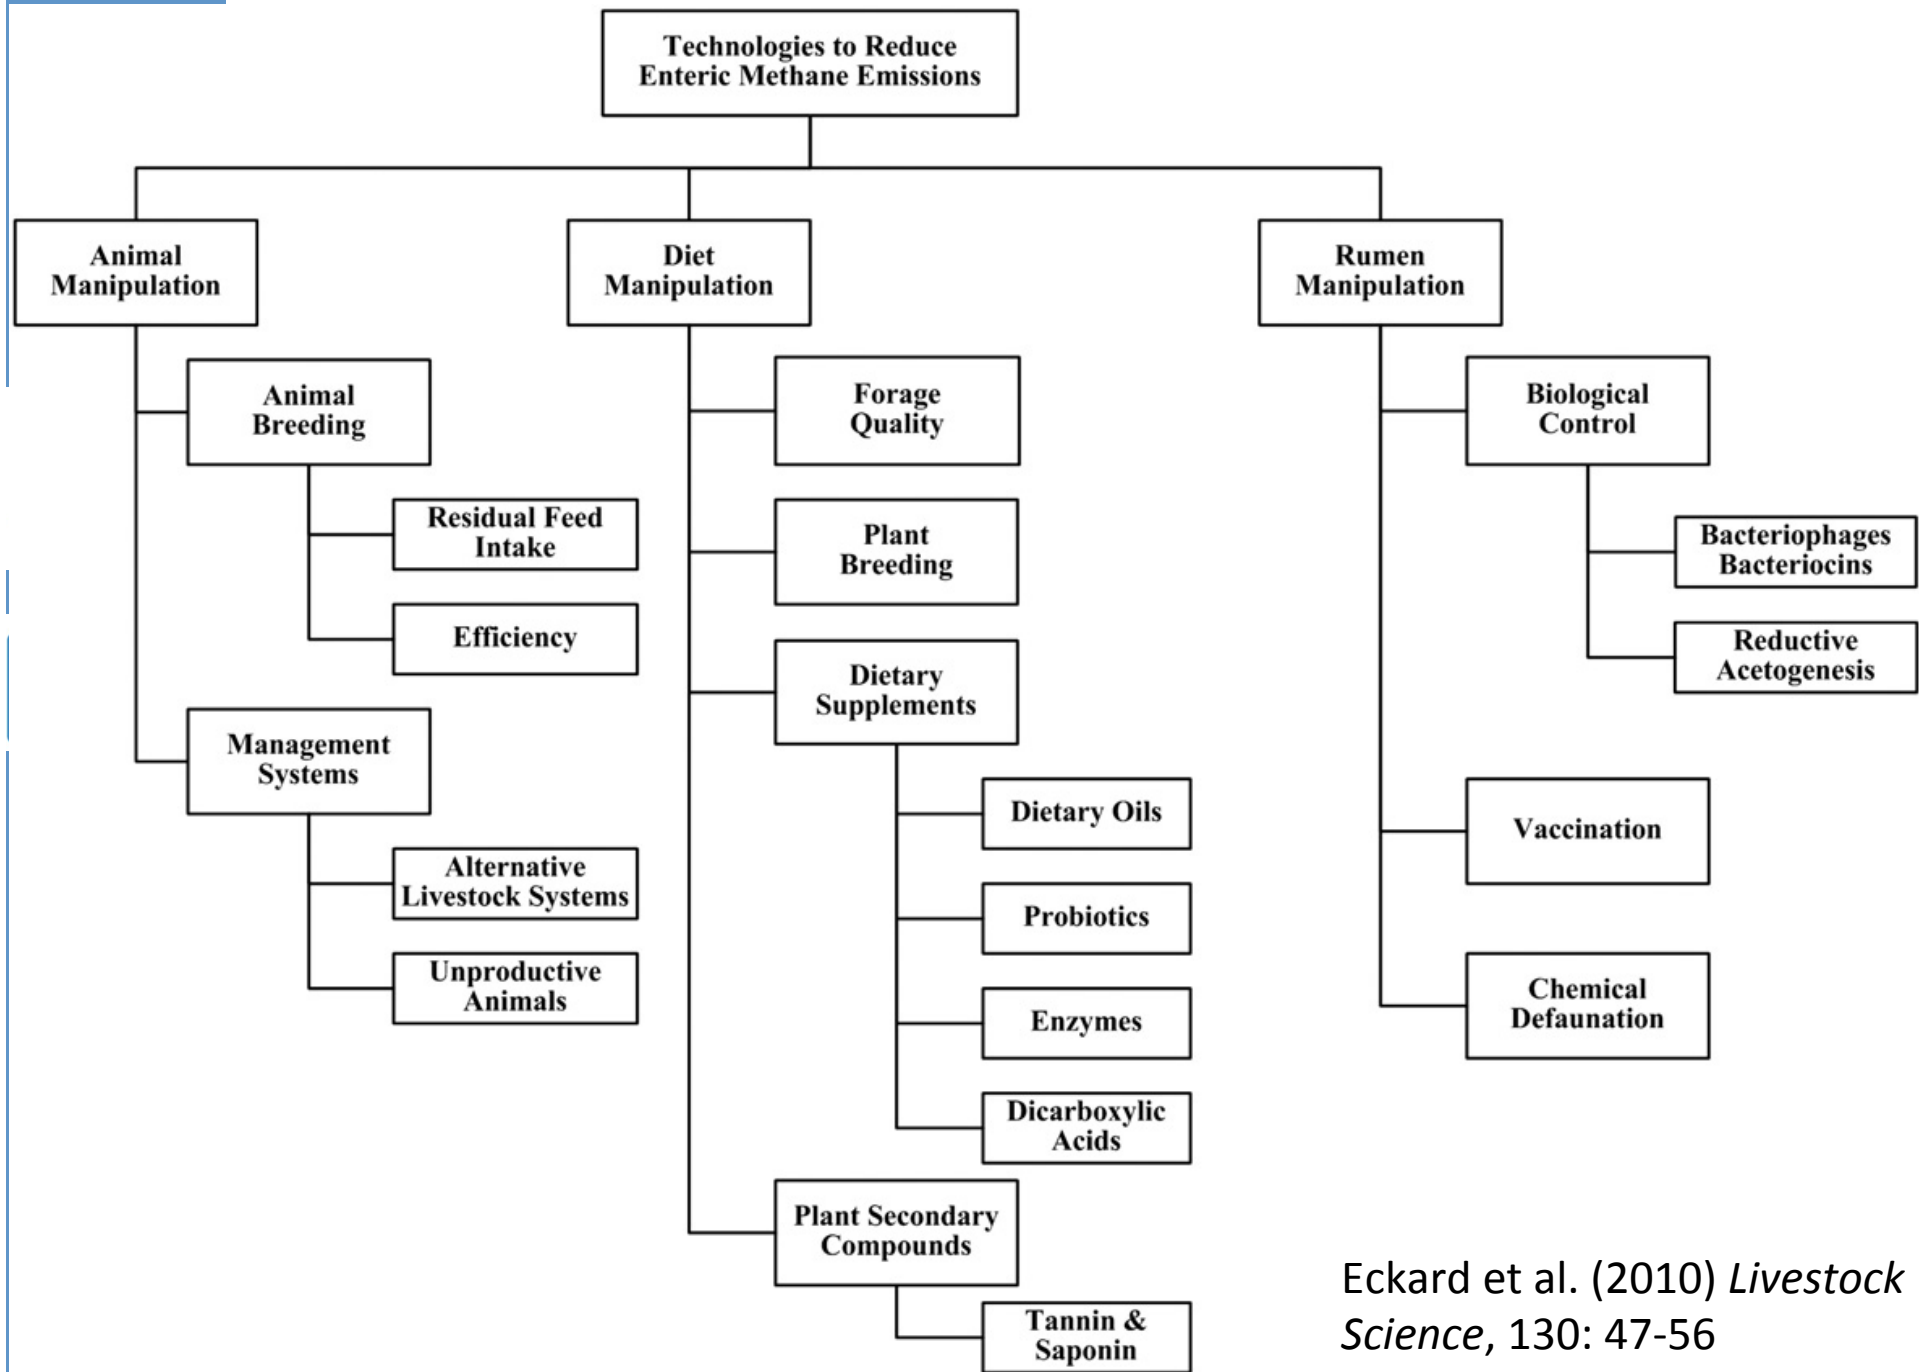 Technologies to Reduce
Enteric Methane Emissions
Animal
Manipulation
Animal
Breeding
Residual Feed
Intake
Efficiency
Management
Systems
Alternative
Livestock Systems
Unproductive
Animals
Diet
Manipulation
Forage
Quality
Plant
Breeding
Dietary
Supplements
Dietary Oils
Probiotics
Enzymes
Dicarboxylic
Acids
Plant Secondary
Compounds
Tannin &
Saponin
Rumen
Manipulation
Biological
Control
Bacteriophages
Bacteriocins
Reductive
Acetogenesis
Vaccination
Chemical
Defaunation
Eckard et al. (2010) Livestock
Science, 130: 47-56